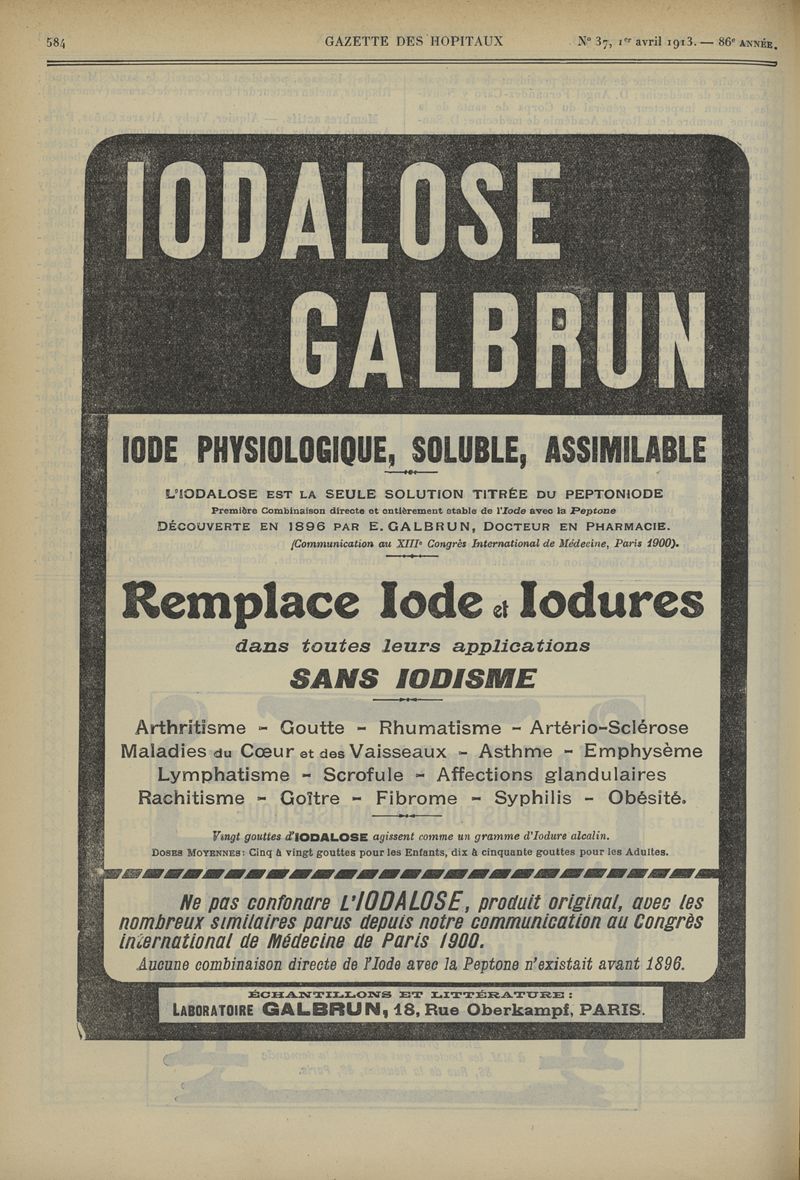 584 GAZETTE DES HOPITAUX N° 37, 1er avril 1913. — 86e ANNÉE.
IODALOSE
GALBRUN
IODE PHYSIOLOGIQUE, SOLUBLE, ASSIMILABLE
L'IODALOSE EST LA SEULE SOLUTION TITRÉE DU PEPTONIODE
Première Combinaison directe et entièrement stable de l'Iode avec la Peptone
DÉCOUVERTE EN 1896 PAR E. GALBRUN, DOCTEUR EN PHARMACIE.
(Communication au XIIIe Congrès International de Médecine, Paris 1900).
Remplace Iode et Iodures
dans toutes leurs applications
SANS IODISME
Arthritisme - Goutte - Rhumatisme - Artério-Sclérose
Maladies du Cœur et des Vaisseaux - Asthme - Emphysème
Lymphatisme - Scrofule - Affections glandulaires
Rachitisme - Goître - Fibrome - Syphilis - Obésité.
Vingt gouttes d'IODALOSE agissent comme un gramme d'Iodure alcalin.
DOSES MOYENNES: Cinq à vingt gouttes pour les Enfants, dix à cinquante gouttes pour les Adultes.
Ne pas confondre L'IODALOSE, produit original, avec les
nombreux similaires parus depuis notre communication au Congrès
international de Médecine de Paris 1900.
Aucune combinaison directe de l'Iode avec la Peptone n'existait avant 1896.
ÉCHANTILLONS ET LITTÉRATURE :
LABORATOIRE GALBRUN, 18, Rue Oberkampf, PARIS.